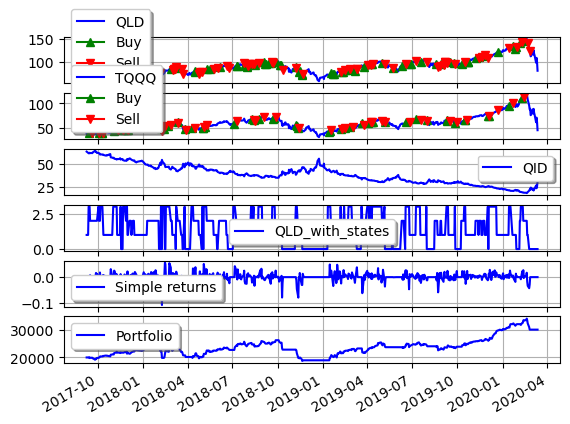 QLD
Buy
Sell
150
100
TQQQ
Buy
Sell
100
50
QID
50
25
QLD_with_states
2.5
0.0
Simple returns
0.0
−0.1
Portfolio
30000
20000
2017-10
2018-01
2018-04
2018-07
2018-10
2019-01
2019-04
2019-07
2019-10
2020-01
2020-04